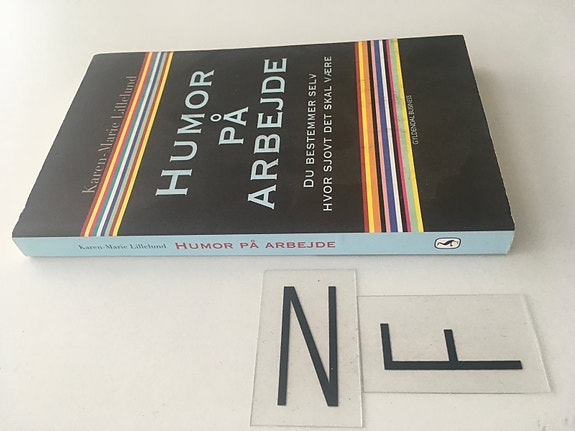 Karen-Marie Lillelund
HUMOR
PÅ
ARBEJDE
DU BESTEMMER SELV
HVOR SJOVT DET SKAL VÆRE
GYLDENDAL BUSINESS
Karen-Marie Lillelund HUMOR PÅ ARBEJDE
N
F